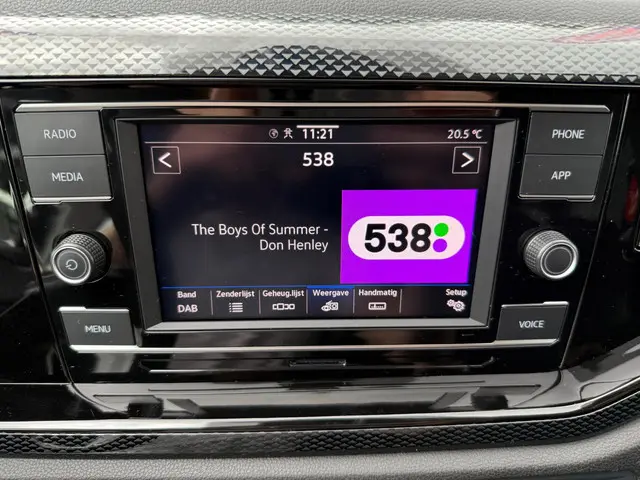 RADIO
MEDIA
MENU
11:21
20.5 °C
<
538
>
The Boys Of Summer -
Don Henley
538
Band
DAB
Zenderlijst
Geheug.lijst
Weergave
Handmatig
Setup
PHONE
APP
VOICE